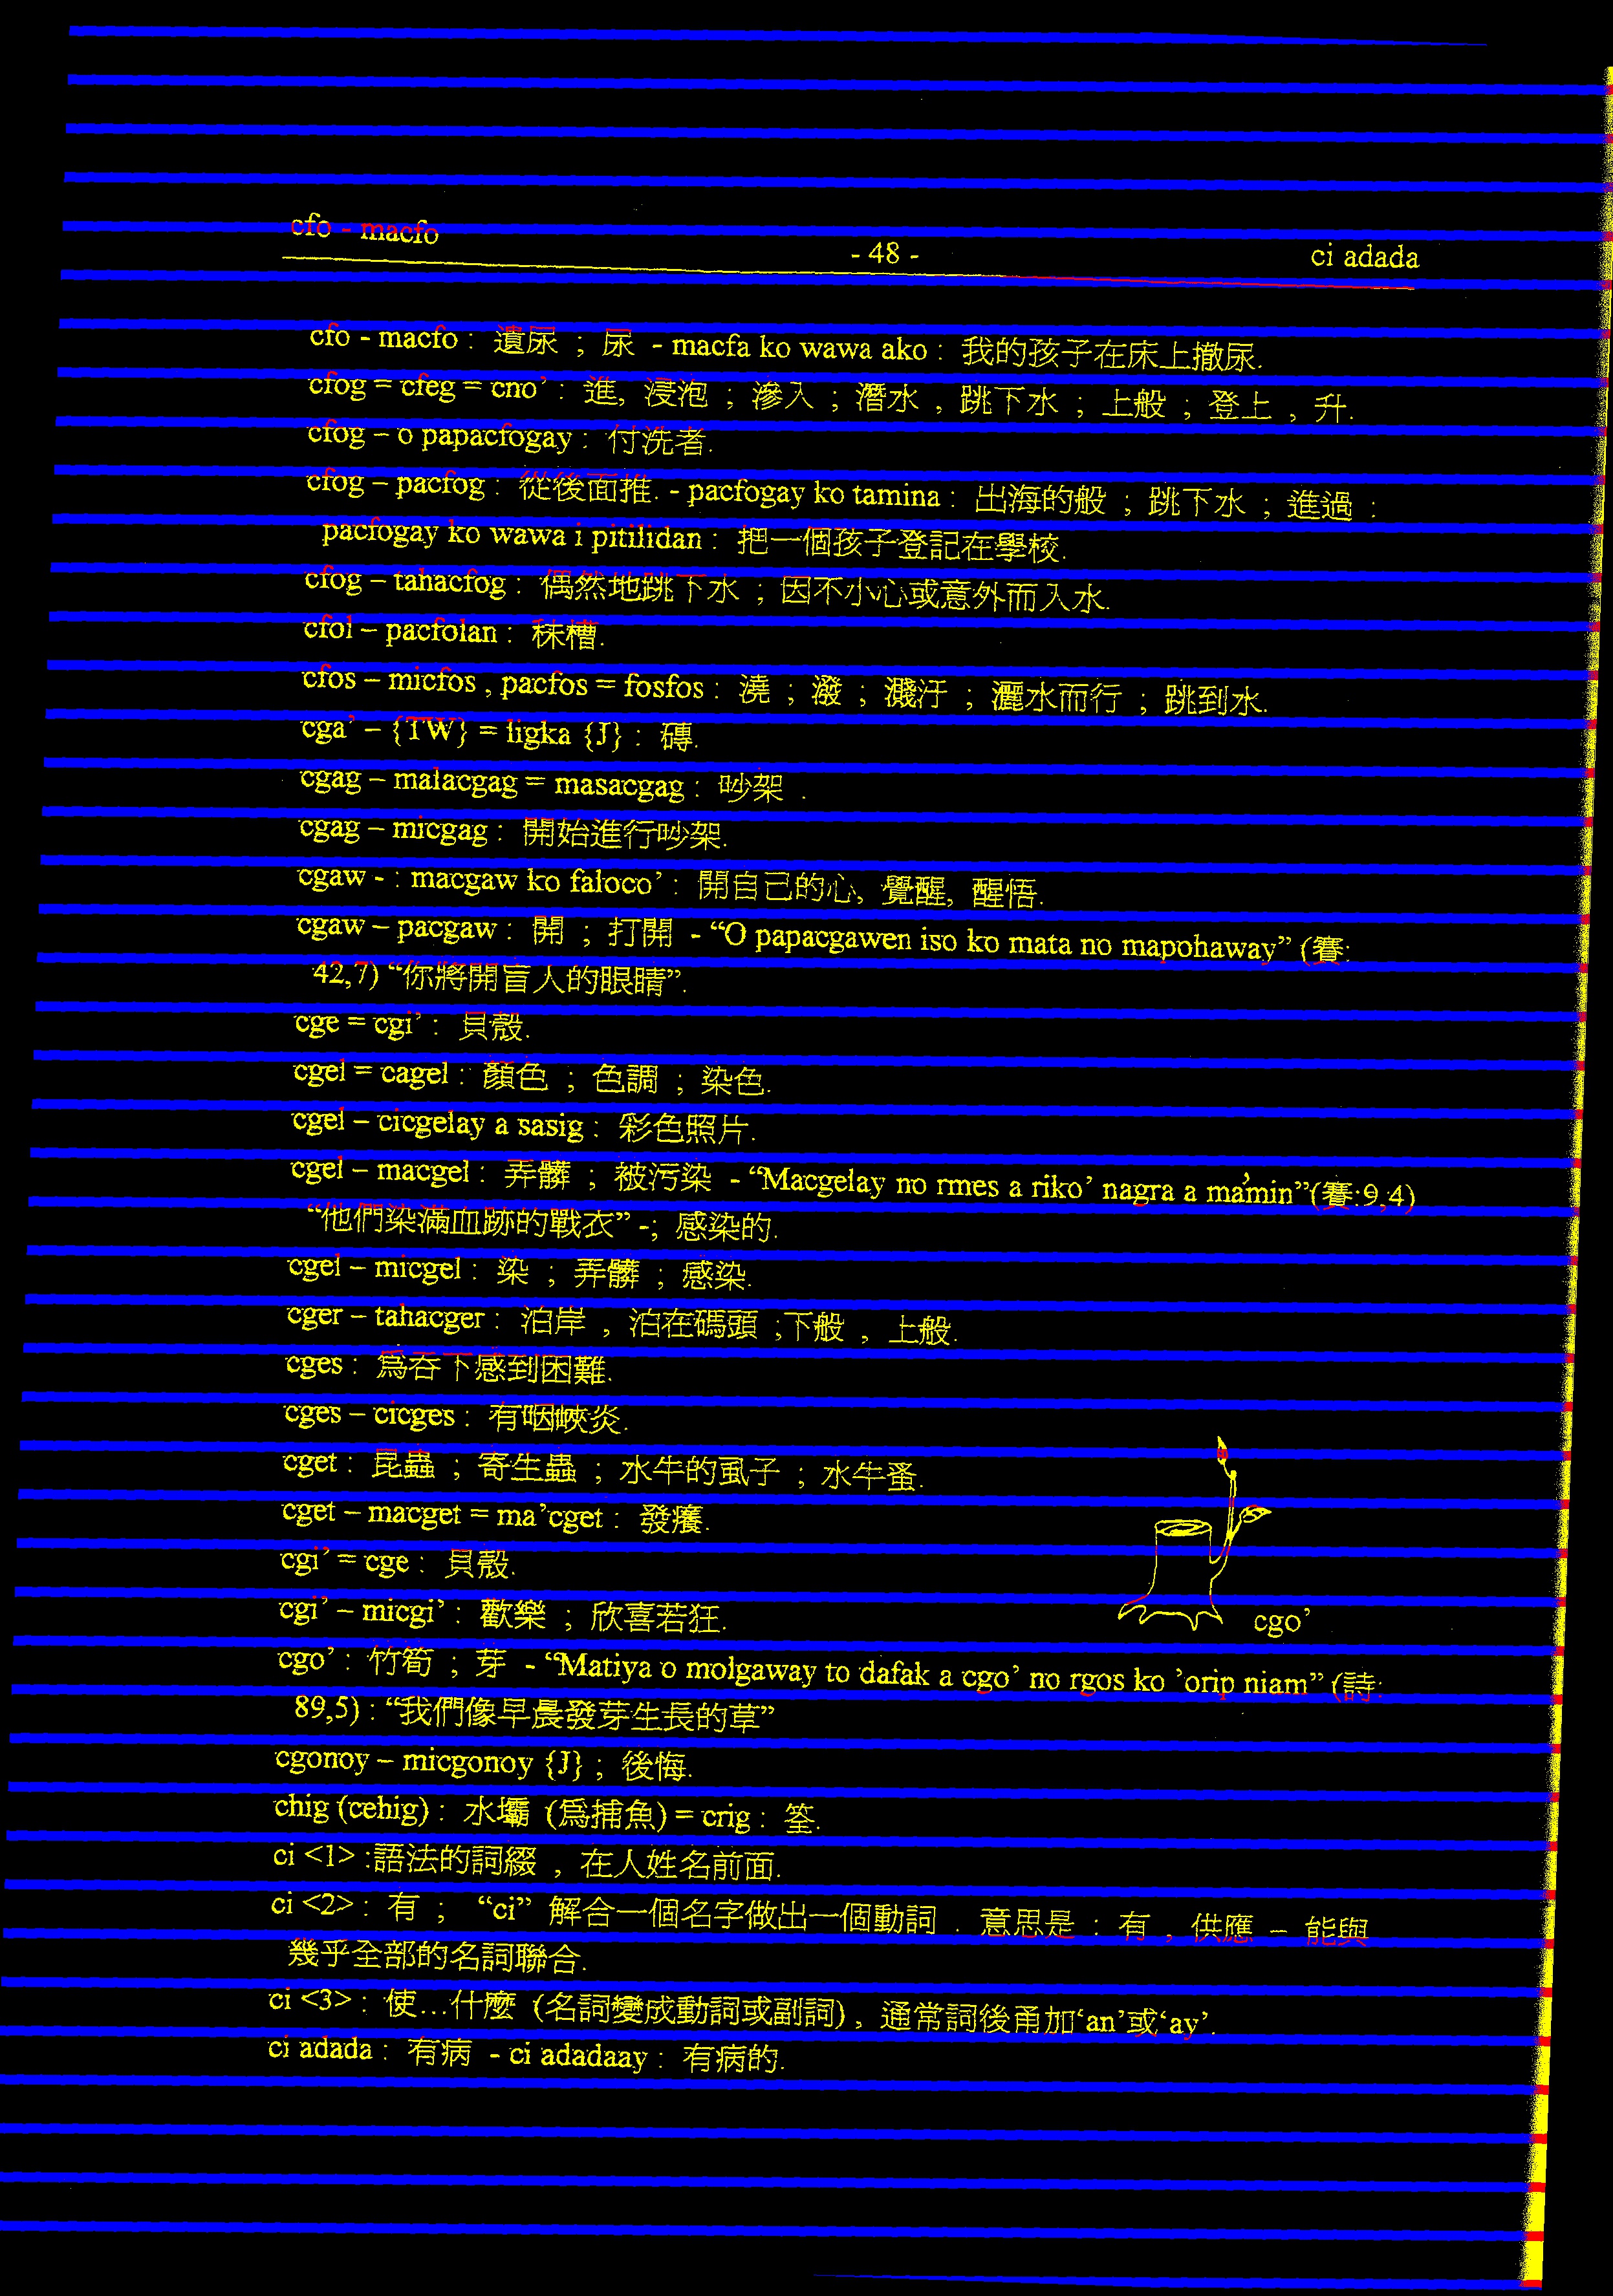 cfo - macfo - 48 - ci adada
cfo - macfo : 遺尿 ; 尿 - macfa ko wawa ako : 我的孩子在床上撤尿.
cfog = cfeg = cno’ : 進, 浸泡 ; 滲入 ; 潛水 , 跳下水 ; 上般 ; 登上 , 升.
cfog – o papacfogay : 付洗者.
cfog – pacfog : 從後面推. - pacfogay ko tamina : 出海的般 ; 跳下水 ; 進過 :
pacfogay ko wawa i pitilidan : 把一個孩子登記在學校.
cfog – tahacfog : 偶然地跳下水 ; 因不小心或意外而入水.
cfol – pacfolan : 秣槽.
cfos – micfos , pacfos = fosfos : 澆 ; 潑 ; 濺汙 ; 灑水而行 ; 跳到水.
cga’ – {TW} = ligka {J} : 磚.
cgag – malacgag = masacgag : 吵架 .
cgag – micgag : 開始進行吵架.
cgaw - : macgaw ko faloco’ : 開自己的心, 覺醒, 醒悟.
cgaw – pacgaw : 開 ; 打開 - “O papacgawen iso ko mata no mapohaway” (賽:
42,7) “你將開盲人的眼睛”.
cge = cgi’ : 貝殼.
cgel = cagel : 顏色 ; 色調 ; 染色.
cgel – cicgelay a sasig : 彩色照片.
cgel – macgel : 弄髒 ; 被污染 - “Macgelay no rmes a riko’ nagra a ma’min”(賽:9,4)
“他們染滿血跡的戰衣” -; 感染的.
cgel – micgel : 染 ; 弄髒 ; 感染.
cger – tahacger : 泊岸 , 泊在碼頭 ;下般 , 上般.
cges : 為吞下感到困難.
cges – cicges : 有咽峽炎.
cget : 昆蟲 ; 寄生蟲 ; 水牛的虱子 ; 水牛蚤.
cget – macget = ma’cget : 發癢.
cgi’ = cge : 貝殼.
cgi’ – micgi’ : 歡樂 ; 欣喜若狂.
cgo’
cgo’ : 竹筍 ; 芽 - “Matiya o molgaway to dafak a cgo’ no rgos ko ’orip niam” (詩:
89,5) : “我們像早晨發芽生長的草”
cgonoy – micgonoy {J} ; 後悔.
chig (cehig) : 水壩 (為捕魚) = crig : 筌.
ci <1> :語法的詞綴 , 在人姓名前面.
ci <2> : 有 ; “ci” 解合一個名字做出一個動詞 . 意思是 : 有 , 供應 – 能與
幾乎全部的名詞聯合.
ci <3> : 使…什麼 (名詞變成動詞或副詞) , 通常詞後甬加‘an’或‘ay’.
ci adada : 有病 - ci adadaay : 有病的.